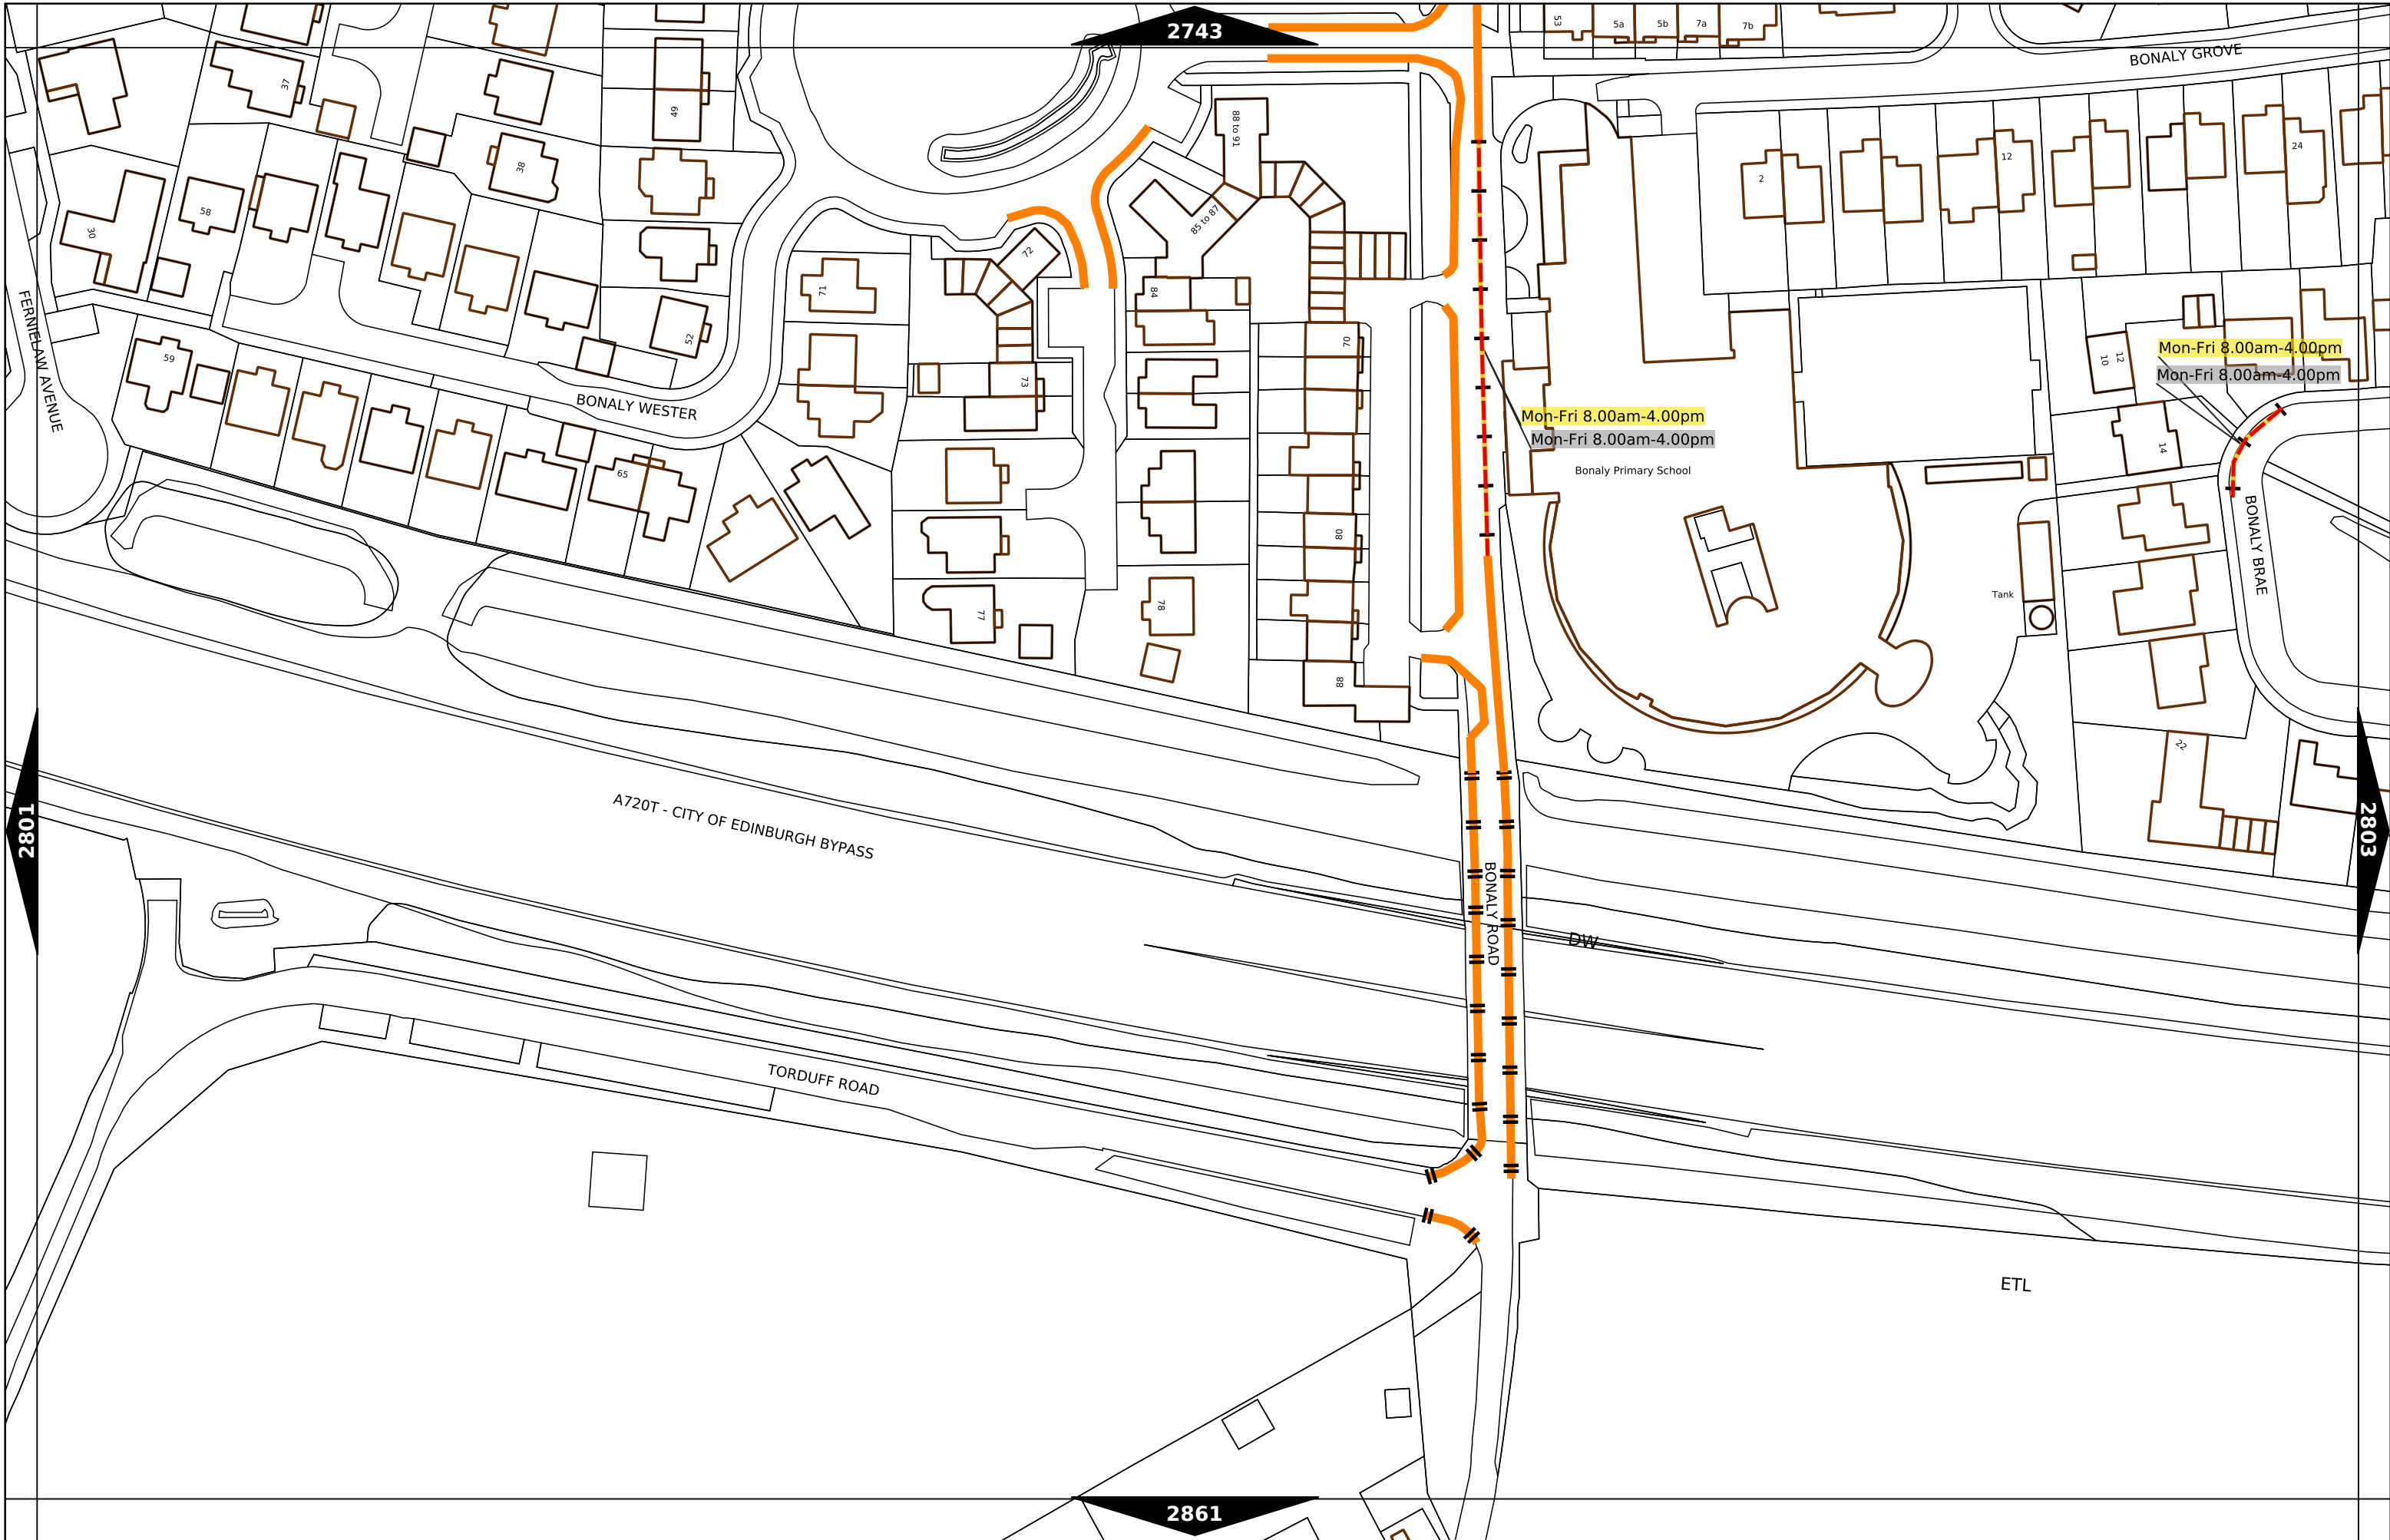 2743
53
5a
5b
7a
7b
BONALY GROVE
37
49
88 to 91
38
12
24
2
58
30
85 to 87
72
71
84
FERNIELAW AVENUE
52
70
59
12
10
Mon-Fri 8.00am-4.00pm
Mon-Fri 8.00am-4.00pm
73
BONALY WESTER
Mon-Fri 8.00am-4.00pm
Mon-Fri 8.00am-4.00pm
14
65
Bonaly Primary School
80
BONALY BRAE
Tank
78
77
88
22
A720T - CITY OF EDINBURGH BYPASS
2801
2803
BONALY ROAD
DW
TORDUFF ROAD
ETL
2861